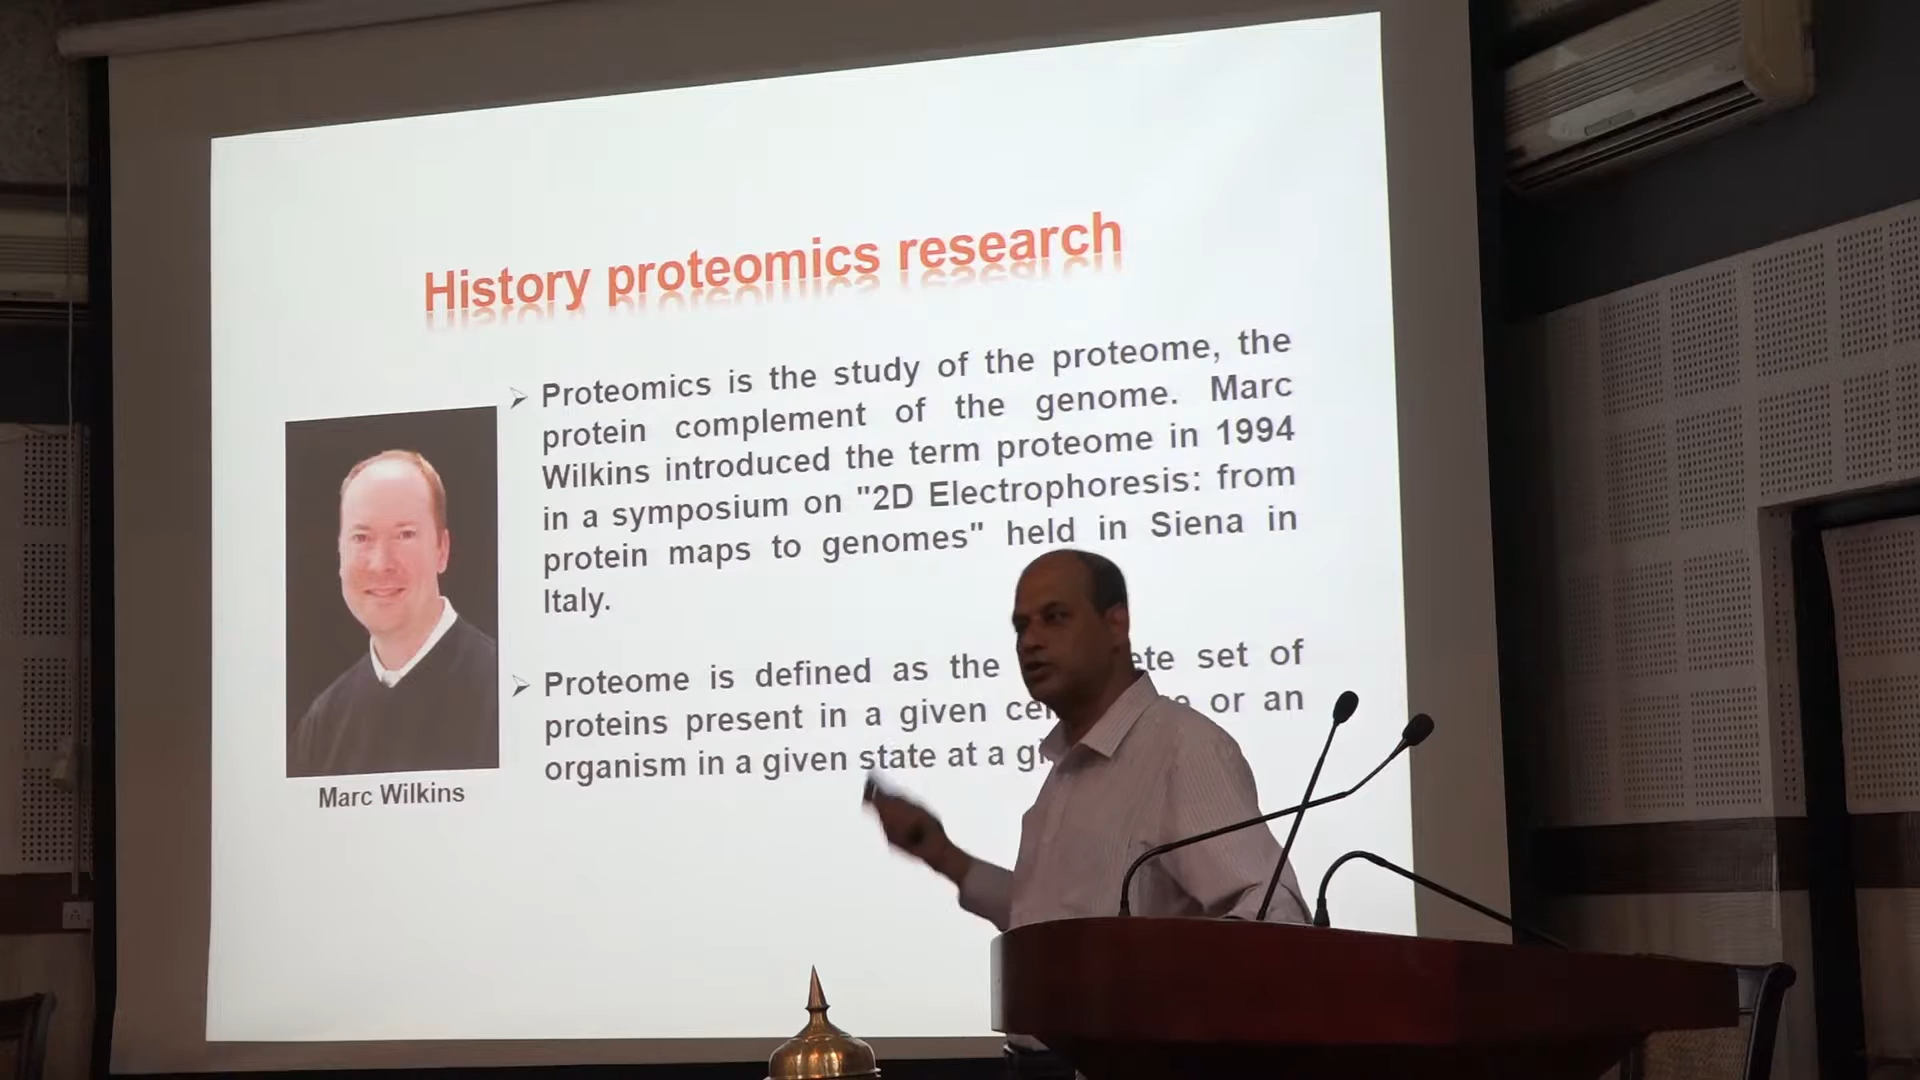 History proteomics research
Proteomics is the study of the proteome, the
protein complement of the genome. Marc
Wilkins introduced the term proteome in 1994
in a symposium on "2D Electrophoresis: from
protein maps to genomes" held in Siena in
Italy.
Proteome is defined as the set of
proteins present in a given or an
organism in a given state at a
Marc Wilkins